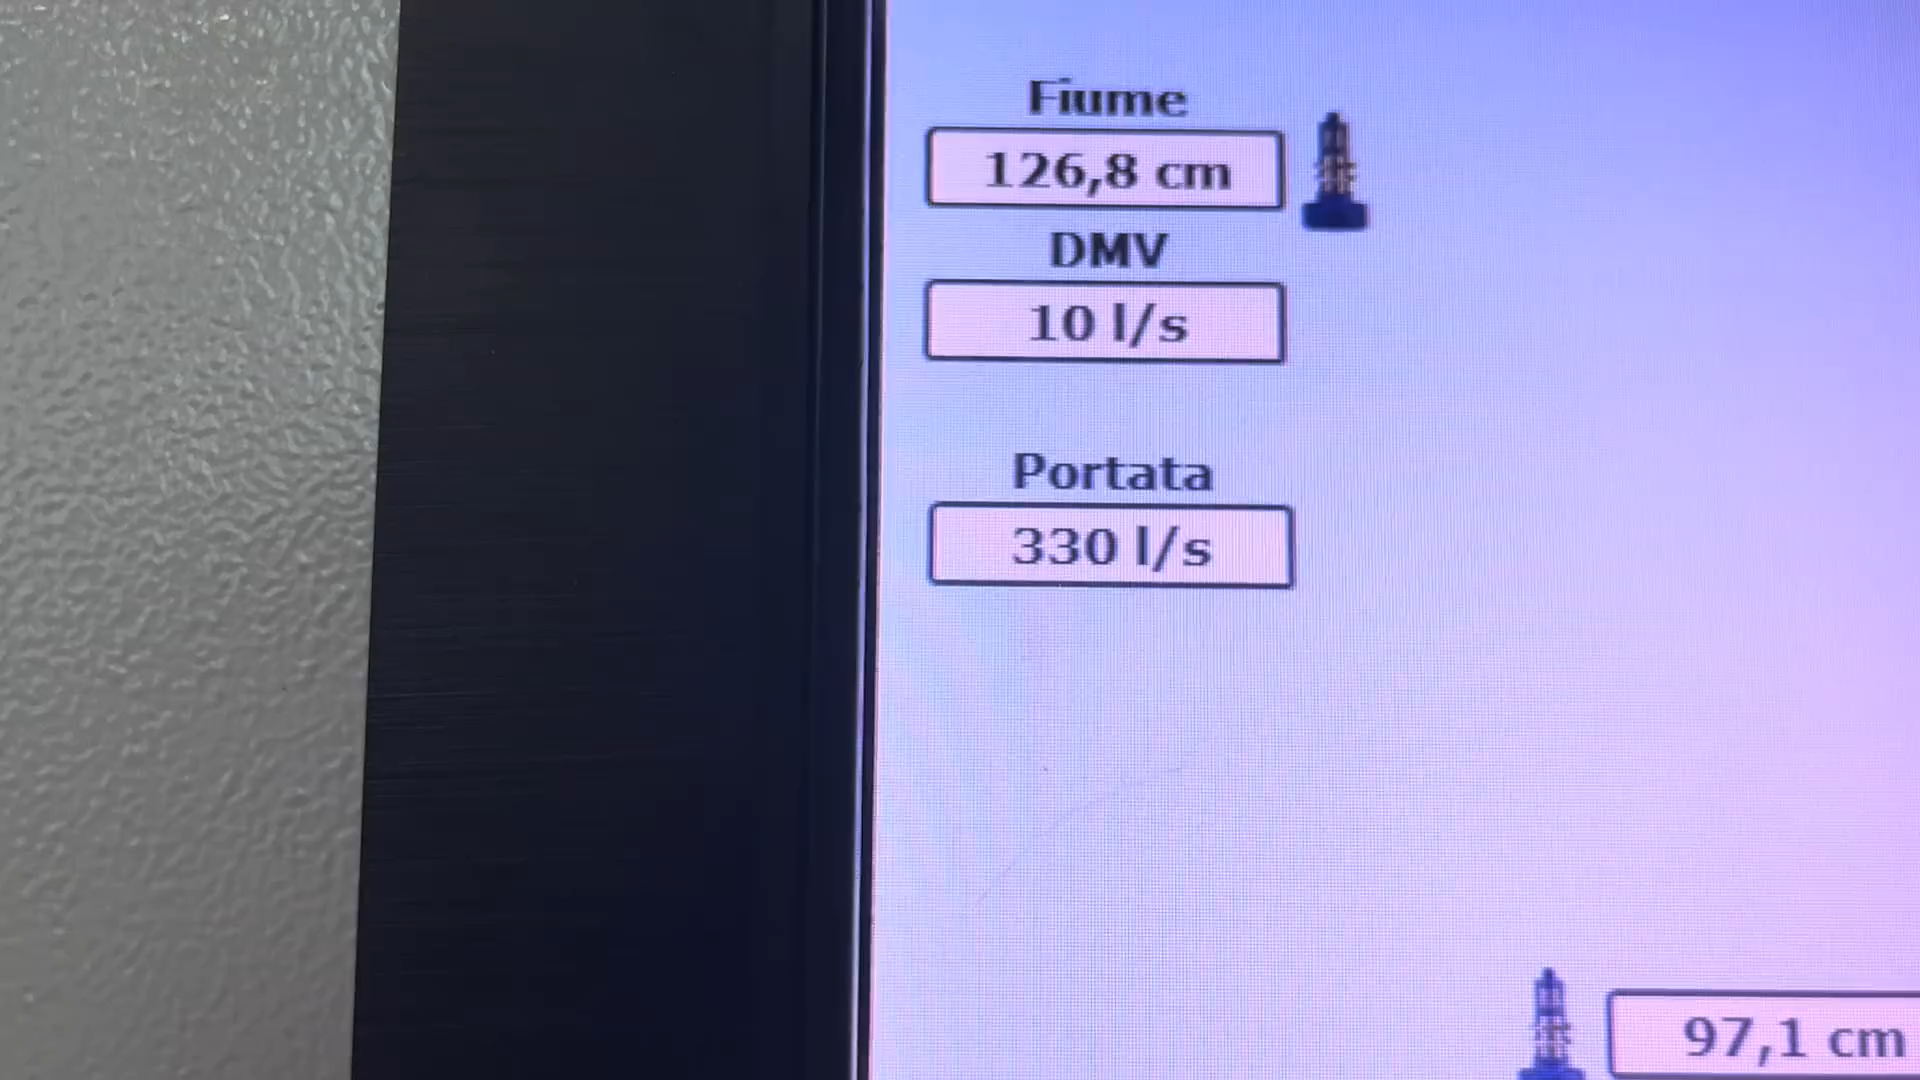 Fiume
126,8 cm
DMV
10 l/s
Portata
330 l/s
97,1 cm